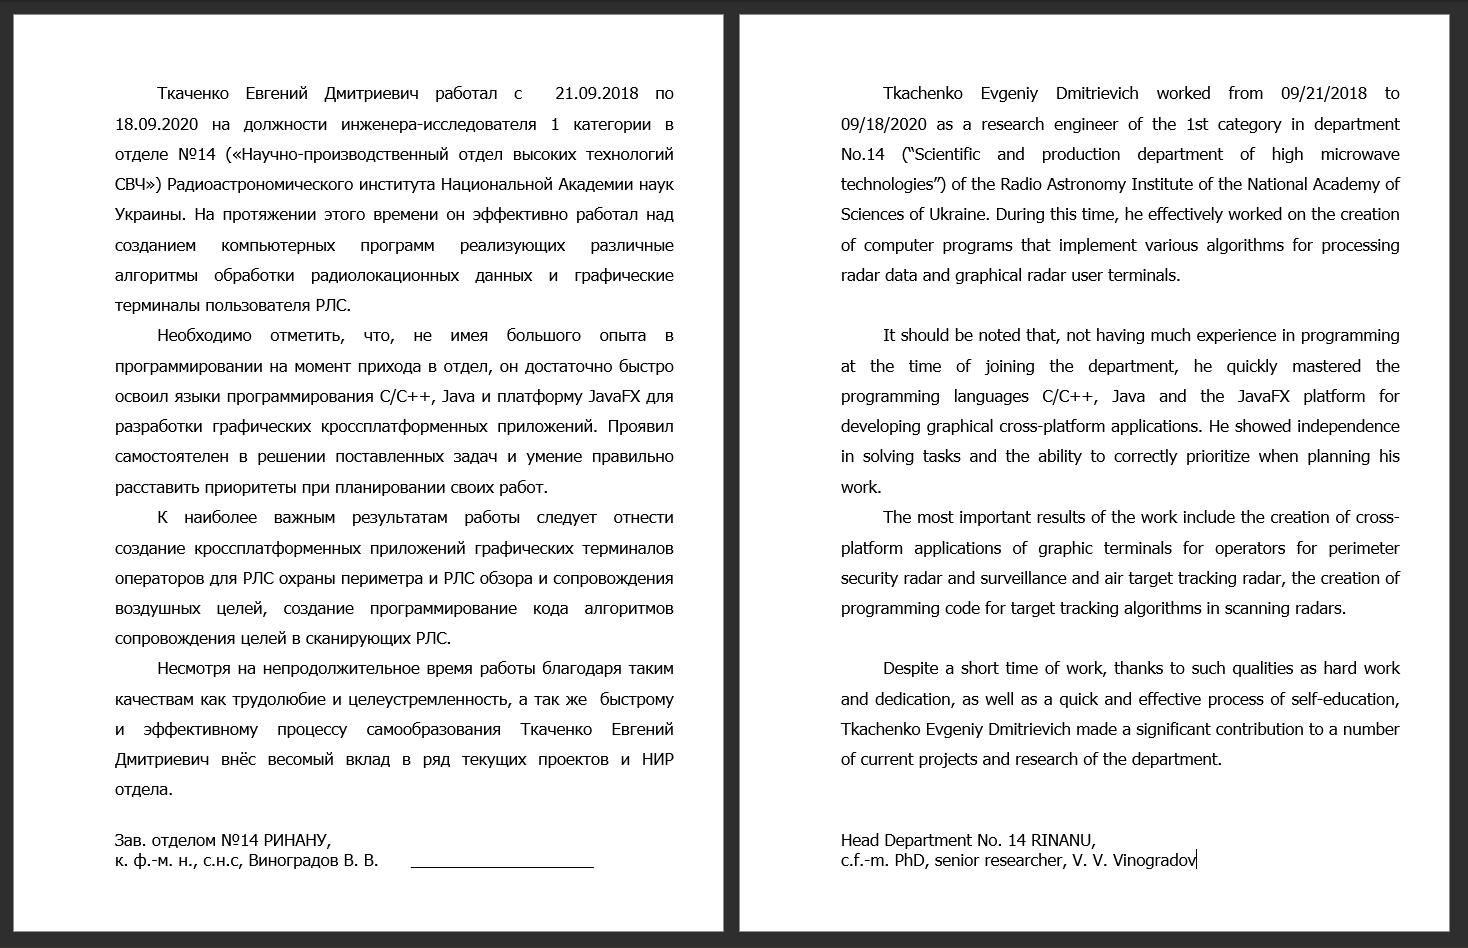 Ткаченко Евгений Дмитриевич работал с 21.09.2018 по
18.09.2020 на должности инженера-исследователя 1 категории в
отделе №14 («Научно-производственный отдел высоких технологий
СВЧ») Радиоастрономического института Национальной Академии наук
Украины. На протяжении этого времени он эффективно работал над
созданием компьютерных программ реализующих различные
алгоритмы обработки радиолокационных данных и графические
терминалы пользователя РЛС.
Необходимо отметить, что, не имея большого опыта в
программировании на момент прихода в отдел, он достаточно быстро
освоил языки программирования C/C++, Java и платформу JavaFX для
разработки графических кроссплатформенных приложений. Проявил
самостоятелен в решении поставленных задач и умение правильно
расставить приоритеты при планировании своих работ.
К наиболее важным результатам работы следует отнести
создание кроссплатформенных приложений графических терминалов
операторов для РЛС охраны периметра и РЛС обзора и сопровождения
воздушных целей, создание программирование кода алгоритмов
сопровождения целей в сканирующих РЛС.
Несмотря на непродолжительное время работы благодаря таким
качествам как трудолюбие и целеустремленность, а так же быстрому
и эффективному процессу самообразования Ткаченко Евгений
Дмитриевич внёс весомый вклад в ряд текущих проектов и НИР
отдела.
Зав. отделом №14 РИНАНУ,
к. ф.-м. н., с.н.с, Виноградов В. В. ______________________
Tkachenko Evgeniy Dmitrievich worked from 09/21/2018 to
09/18/2020 as a research engineer of the 1st category in department
No.14 (“Scientific and production department of high microwave
technologies”) of the Radio Astronomy Institute of the National Academy of
Sciences of Ukraine. During this time, he effectively worked on the creation
of computer programs that implement various algorithms for processing
radar data and graphical radar user terminals.
It should be noted that, not having much experience in programming
at the time of joining the department, he quickly mastered the
programming languages C/C++, Java and the JavaFX platform for
developing graphical cross-platform applications. He showed independence
in solving tasks and the ability to correctly prioritize when planning his
work.
The most important results of the work include the creation of cross-
platform applications of graphic terminals for operators for perimeter
security radar and surveillance and air target tracking radar, the creation of
programming code for target tracking algorithms in scanning radars.
Despite a short time of work, thanks to such qualities as hard work
and dedication, as well as a quick and effective process of self-education,
Tkachenko Evgeniy Dmitrievich made a significant contribution to a number
of current projects and research of the department.
Head Department No. 14 RINANU,
c.f.-m. PhD, senior researcher, V. V. Vinogradov